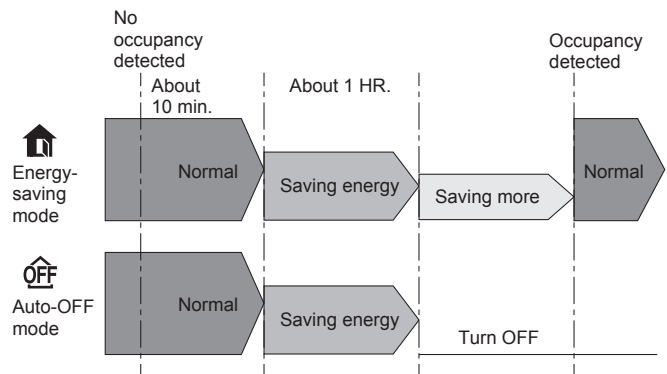 No
occupancy
detected
Occupancy
detected
About
10 min.
About 1 HR.
Energy-
saving
mode
Normal
Saving energy
Saving more
Normal
OFF
Auto-OFF
mode
Normal
Saving energy
Turn OFF